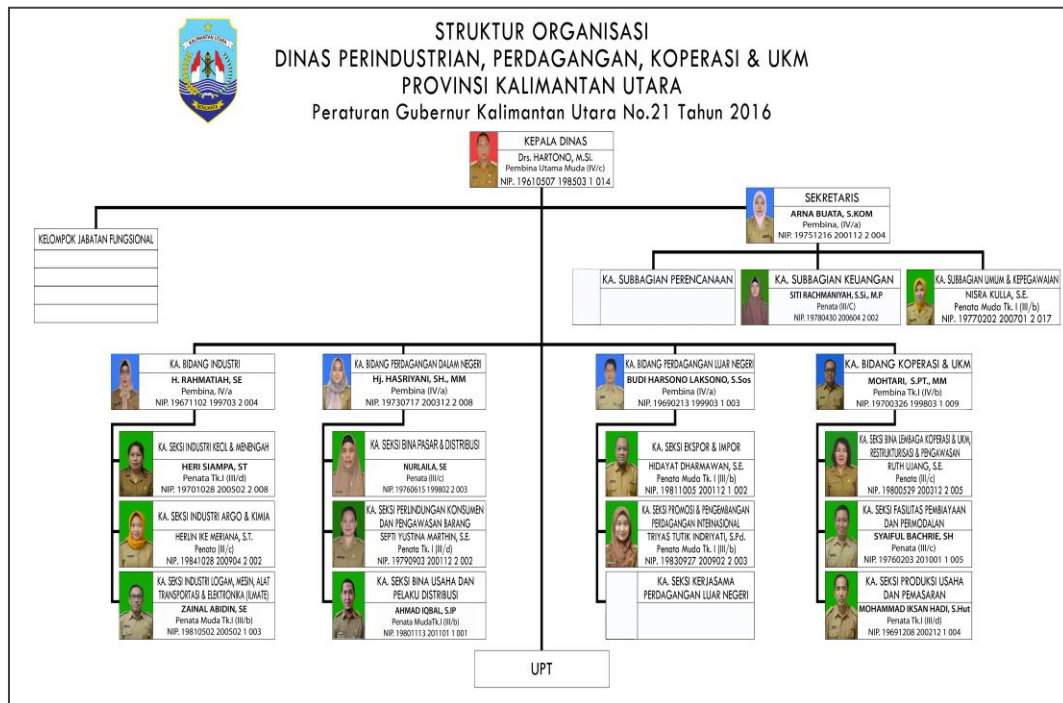 STRUKTUR ORGANISASI
DINAS PERINDUSTRIAN, PERDAGANGAN, KOPERASI & UKM
PROVINSI KALIMANTAN UTARA
Peraturan Gubernur Kalimantan Utara No.21 Tahun 2016
KALIMANTAN UTARA
KEPALA DINAS
Drs. HARTONO, M.Si.
Pembina Utama Muda (IV/c)
NIP. 19610507 198503 1 014
SEKRETARIS
ARNA BUATA, S.KOM
Pembina, (IV/a)
NIP. 19751216 200112 2 004
KELOMPOK JABATAN FUNGSIONAL
KA. SUBBAGIAN PERENCANAAN
KA. SUBBAGIAN KEUANGAN
SITI RACHMANIYAH, S.Si., M.P
Penata (III/C)
NIP. 19780430 200604 2 002
KA. SUBBAGIAN UMUM & KEPEGAWAIAN
NISRA KULLA, S.E.
Penata Muda Tk. I (III/b)
NIP. 19770202 200701 2 017
KA. BIDANG INDUSTRI
H. RAHMATIAH, SE
Pembina, IV/a
NIP. 19671102 199703 2 004
KA. SEKSI INDUSTRI KECIL & MENENGAH
HERI SIAMPA, ST
Penata Tk.I (III/d)
NIP. 19701028 200502 2 008
KA. SEKSI INDUSTRI ARGO & KIMIA
HERLIN IKE MERIANA, S.T.
Penata (III/c)
NIP. 19841028 200904 2 002
KA. SEKSI INDUSTRI LOGAM, MESIN, ALAT
TRANSPORTASI & ELEKTRONIKA (ILMATE)
ZAINAL ABIDIN, SE
Penata Muda Tk.I (III/b)
NIP. 19810502 200502 1 003
KA. BIDANG PERDAGANGAN DALAM NEGERI
Hj. HASRIYANI, SH., MM
Pembina (IV/a)
NIP. 19730717 200312 2 008
KA. SEKSI BINA PASAR & DISTRIBUSI
NURLAILA, SE
Penata (III/c)
NIP. 19760615 199802 2 003
KA. SEKSI PERLINDUNGAN KONSUMEN
DAN PENGAWASAN BARANG
SEPTI YUSTINA MARTHIN, S.E.
Penata Tk. I (III/d)
NIP. 19790903 200112 2 002
KA. SEKSI BINA USAHA DAN
PELAKU DISTRIBUSI
AHMAD IQBAL, S.IP
Penata MudaTk.I (III/b)
NIP. 19801113 201101 1 001
KA. BIDANG PERDAGANGAN LUAR NEGERI
BUDI HARSONO LAKSONO, S.Sos
Pembina (IV/a)
NIP. 19690213 199903 1 003
KA. SEKSI EKSPOR & IMPOR
HIDAYAT DHARMAWAN, S.E.
Penata Muda Tk. I (III/b)
NIP. 19811005 200112 1 002
KA. SEKSI PROMOSI & PENGEMBANGAN
PERDAGANGAN INTERNASIONAL
TRIYAS TUTIK INDRIYATI, S.Pd.
Penata Muda Tk. I (III/b)
NIP. 19830927 200902 2 003
KA. SEKSI KERJASAMA
PERDAGANGAN LUAR NEGERI
KA. BIDANG KOPERASI & UKM
MOHTARI, S.PT., MM
Pembina Tk.I (IV/b)
NIP. 19700326 199803 1 009
KA. SEKSI BINA LEMBAGA KOPERASI & UKM,
RESTRUKTURISASI & PENGAWASAN
RUTH UJANG, S.E.
Penata (III/c)
NIP. 19800529 200312 2 005
KA. SEKSI FASILITAS PEMBIAYAAN
DAN PERMODALAN
SYAIFUL BACHRIE, SH
Penata (III/c)
NIP. 19760203 201001 1 005
KA. SEKSI PRODUKSI USAHA
DAN PEMASARAN
MOHAMMAD IKSAN HADI, S.Hut
Penata Tk.I (III/d)
NIP. 19691208 200212 1 004
UPT